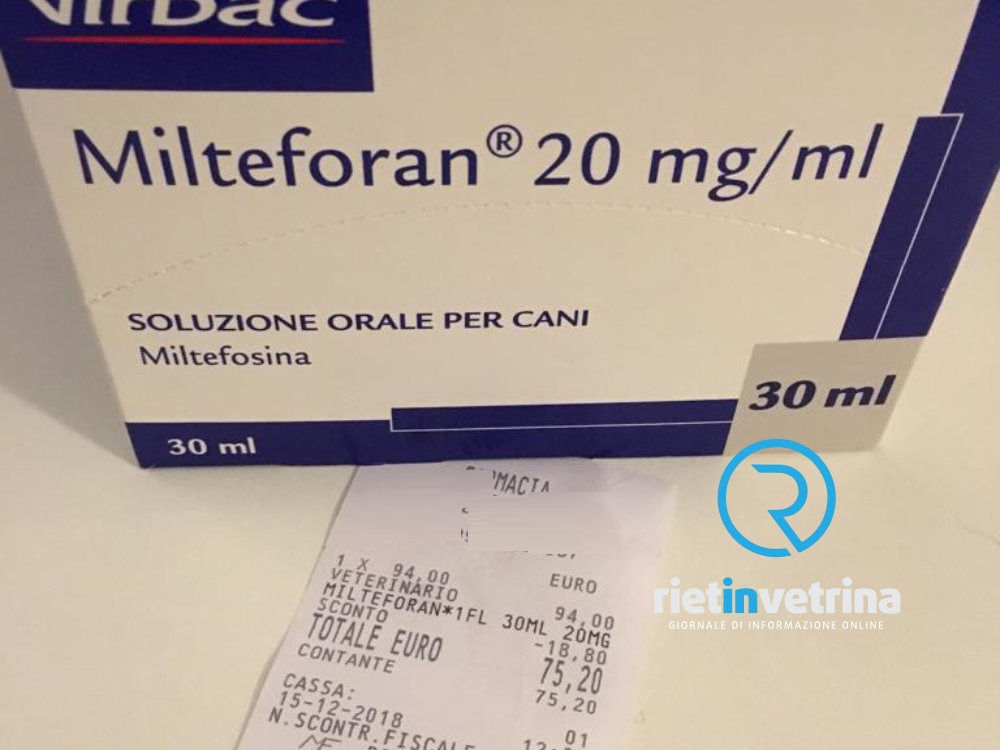 Virbac
Milteforan® 20 mg/ml
SOLUZIONE ORALE PER CANI
Miltefosina
30 ml
30 ml
EURO
1 X 94,00
VETERINARIO 94,00
MILTEFORAN*1FL 30ML 20MG
SCONTO -18,80
TOTALE EURO 75,20
CONTANTE 75,20
CASSA: 01
15-12-2018
N.SCONTR.FISCALE
rietinvetrina
GIORNALE DI INFORMAZIONE ONLINE